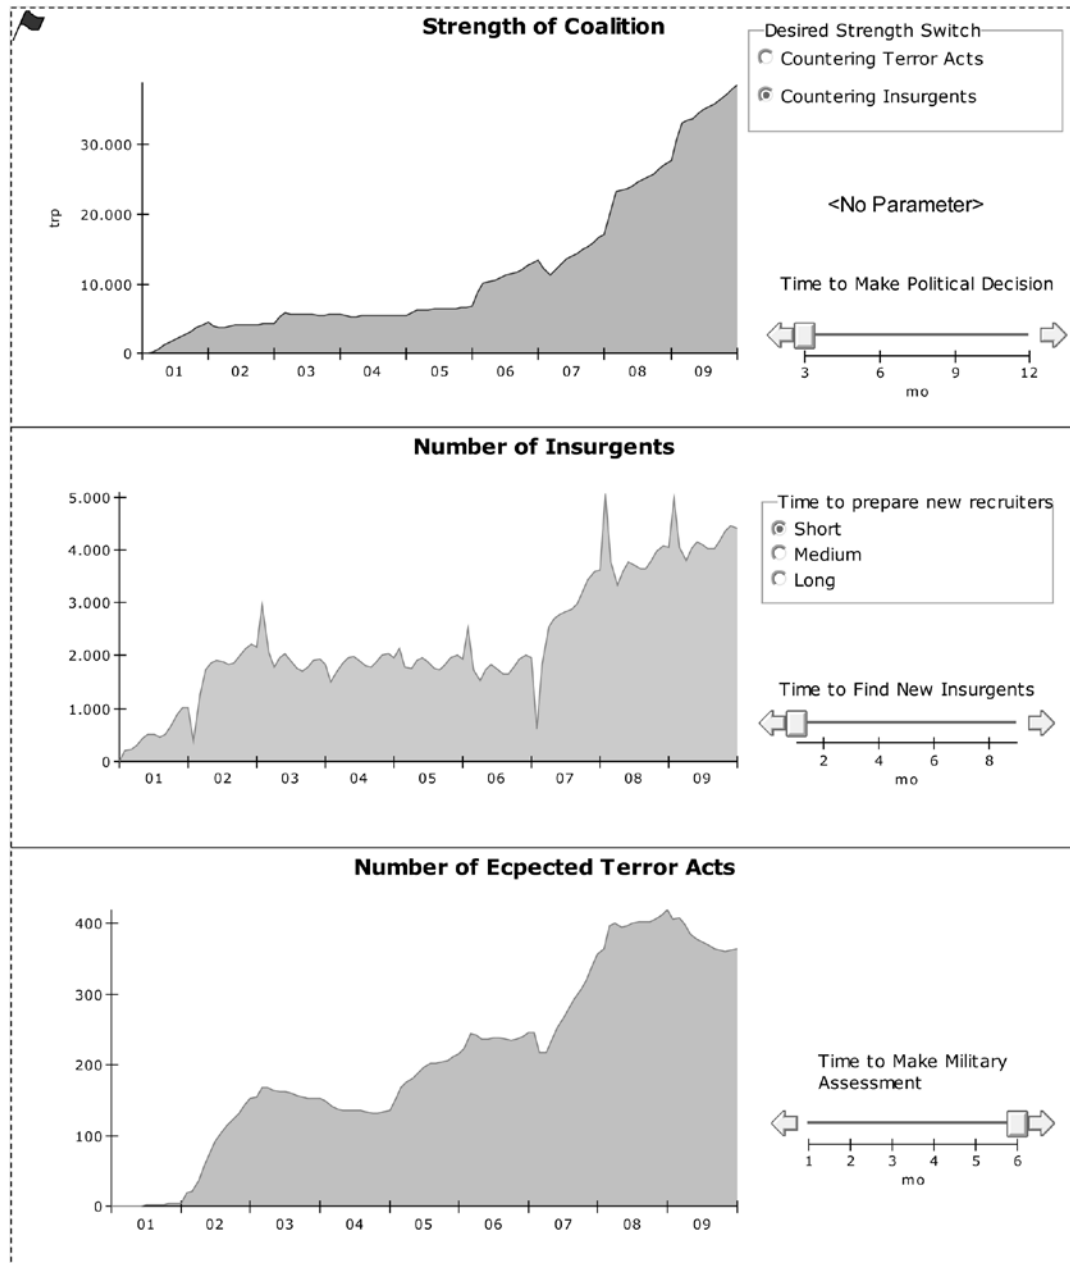 Strength of Coalition
Desired Strength Switch
Countering Terror Acts
Countering Insurgents
<No Parameter>
Time to Make Political Decision
3 6 9 12
mo
trp
30.000
20.000
10.000
0
01 02 03 04 05 06 07 08 09
Number of Insurgents
Time to prepare new recruiters
Short
Medium
Long
Time to Find New Insurgents
2 4 6 8
mo
5.000
4.000
3.000
2.000
1.000
0
01 02 03 04 05 06 07 08 09
Number of Ecpected Terror Acts
400
300
200
100
0
01 02 03 04 05 06 07 08 09
Time to Make Military
Assessment
1 2 3 4 5 6
mo